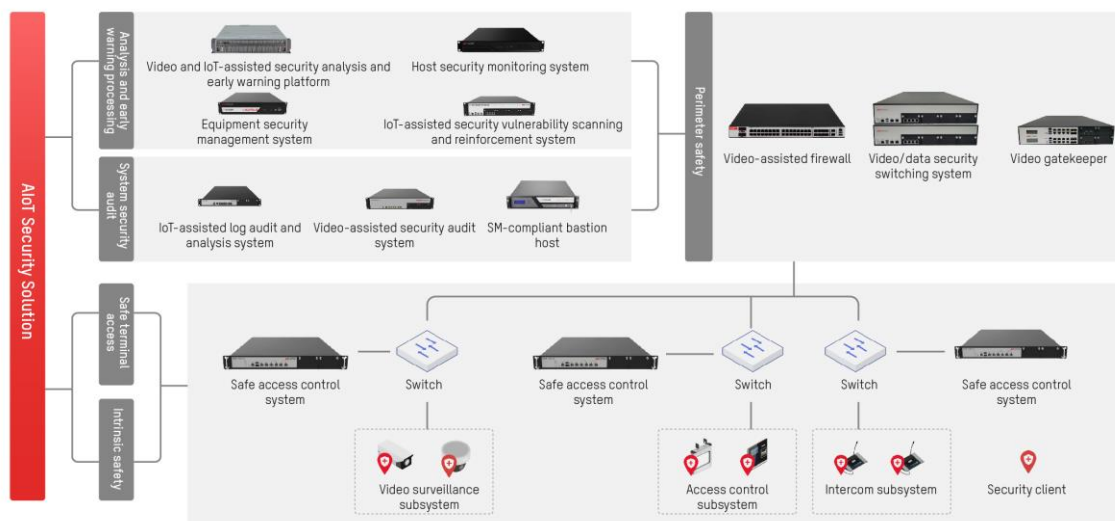 AIoT Security Solution
Analysis and early
warning processing
Video and IoT-assisted security analysis and
early warning platform
Host security monitoring system
Equipment security
management system
IoT-assisted security vulnerability scanning
and reinforcement system
System security
audit
IoT-assisted log audit and
analysis system
Video-assisted security audit
system
SM-compliant bastion
host
Perimeter safety
Video-assisted firewall
Video/data security
switching system
Video gatekeeper
Safe terminal
access
Intrinsic safety
Safe access control
system
Switch
Safe access control
system
Switch
Switch
Safe access control
system
Video surveillance
subsystem
Access control
subsystem
Intercom subsystem
Security client